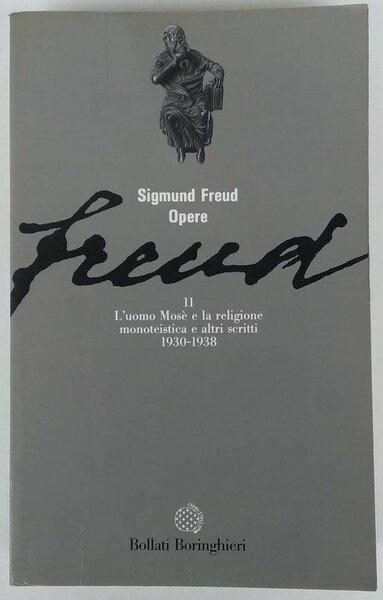 Sigmund Freud
Opere
freud
11
L'uomo Mosè e la religione
monoteistica e altri scritti
1930-1938
Bollati Boringhieri